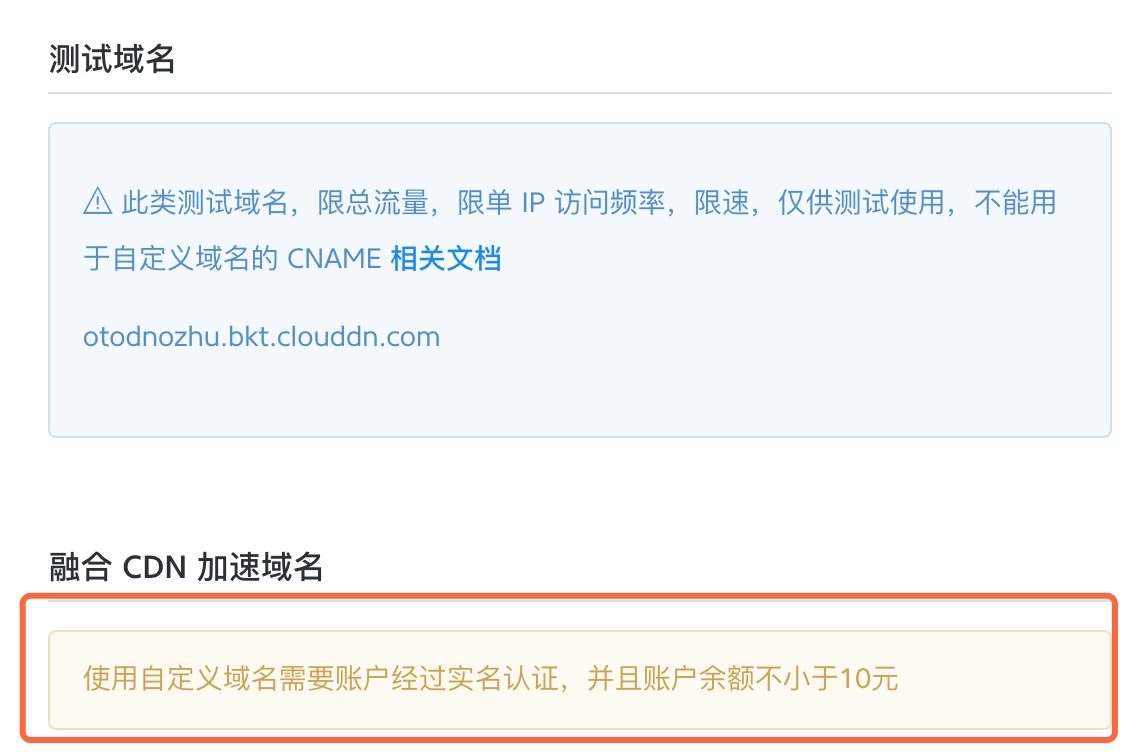 测试域名
此类测试域名，限总流量，限单 IP 访问频率，限速，仅供测试使用，不能用
于自定义域名的 CNAME 相关文档
otodnozhu.bkt.clouddn.com
融合 CDN 加速域名
使用自定义域名需要账户经过实名认证，并且账户余额不小于10元